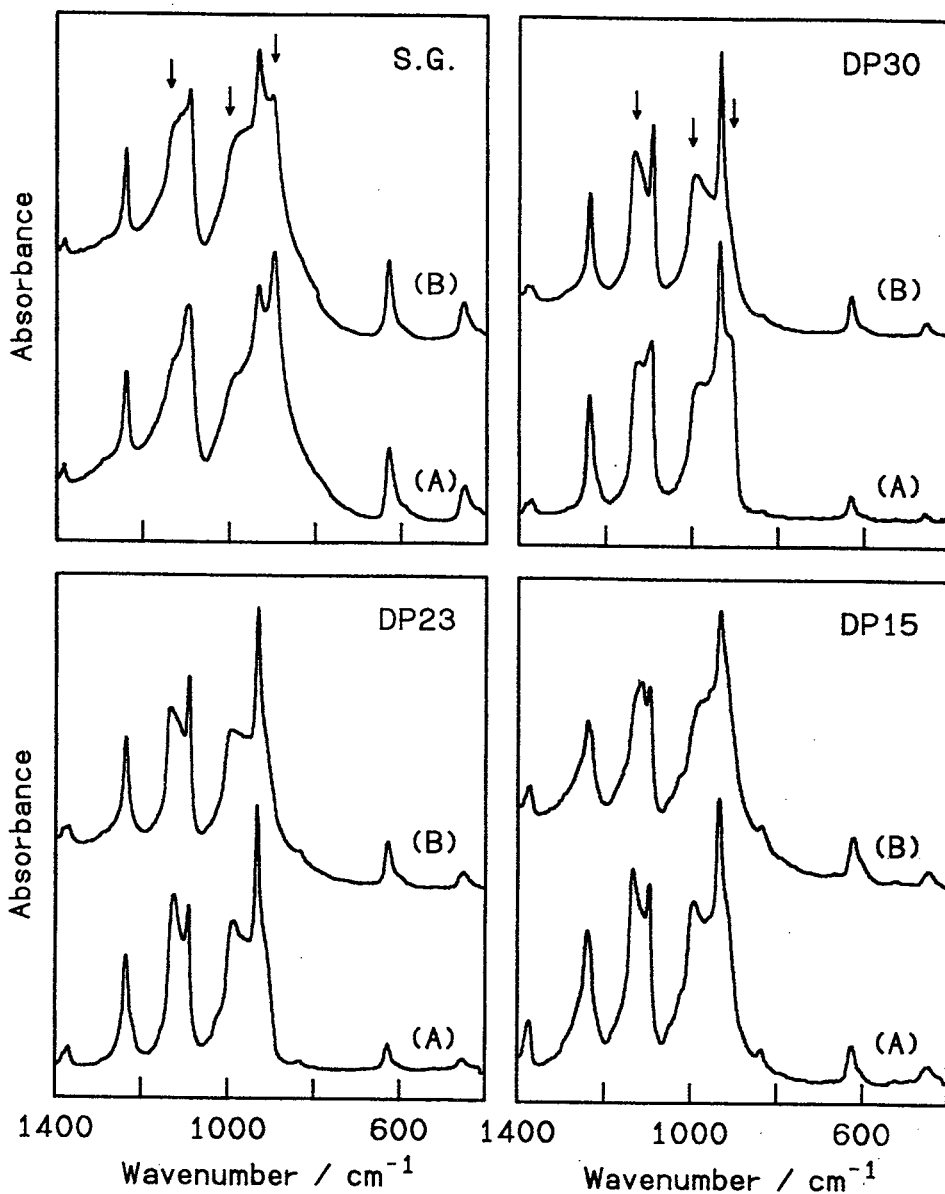 S.G.
(B)
(A)
DP30
(B)
(A)
Absorbance
DP23
(B)
(A)
DP15
(B)
(A)
Absorbance
1400 1000 600 1400 1000 600
Wavenumber / cm⁻¹ Wavenumber / cm⁻¹